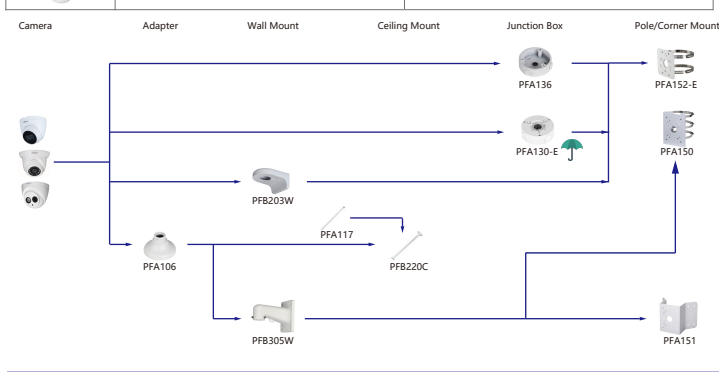 Camera
Adapter
Wall Mount
Ceiling Mount
Junction Box
Pole/Corner Mount
PFA136
PFA152-E
PFA130-E
PFA150
PFB203W
PFA117
PFA106
PFB220C
PFB305W
PFA151